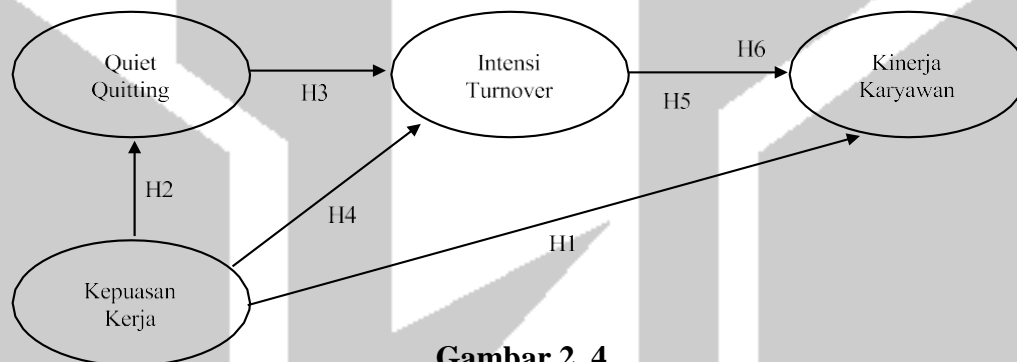 Quiet
Quitting
H3
Intensi
Turnover
H6
H5
Kinerja
Karyawan
H2
H4
H1
Kepuasan
Kerja
Gambar 2. 4